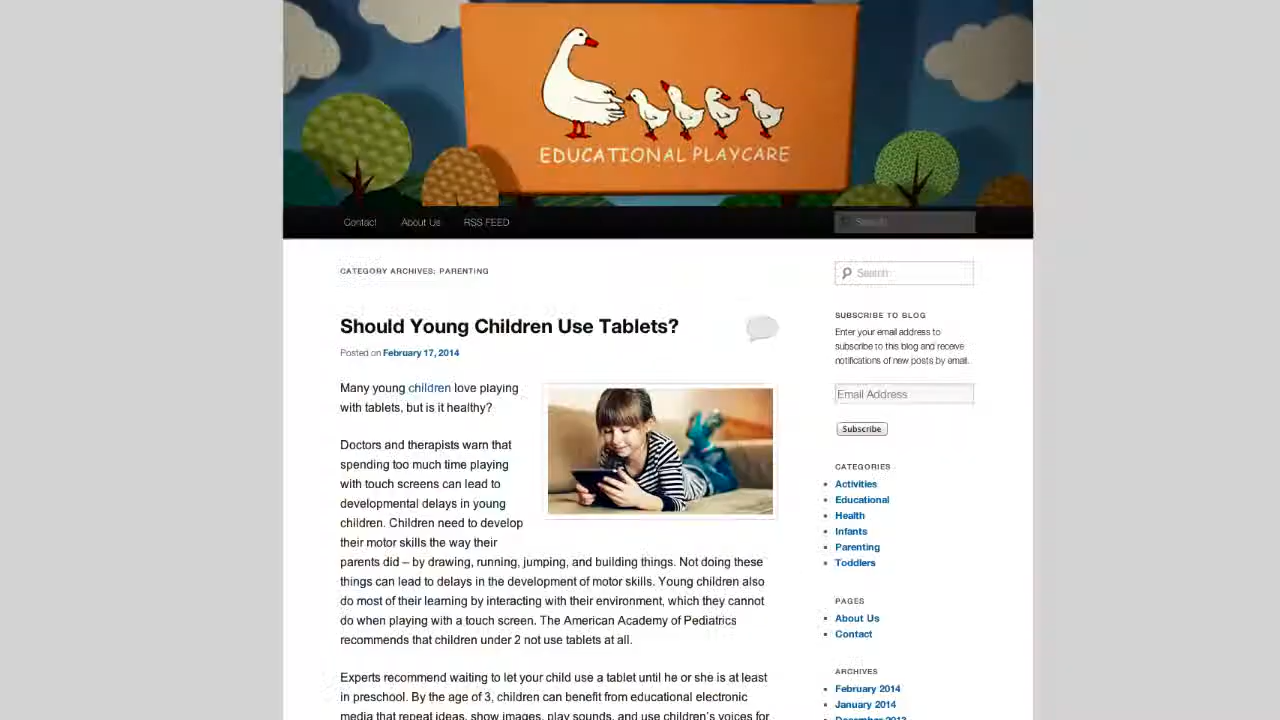 EDUCATIONAL PLAYCARE
Contact About Us RSS FEED Search
CATEGORY ARCHIVES: PARENTING
Should Young Children Use Tablets?
Posted on February 17, 2014
Many young children love playing
with tablets, but is it healthy?
Doctors and therapists warn that
spending too much time playing
with touch screens can lead to
developmental delays in young
children. Children need to develop
their motor skills the way their
parents did – by drawing, running, jumping, and building things. Not doing these
things can lead to delays in the development of motor skills. Young children also
do most of their learning by interacting with their environment, which they cannot
do when playing with a touch screen. The American Academy of Pediatrics
recommends that children under 2 not use tablets at all.
Experts recommend waiting to let your child use a tablet until he or she is at least
in preschool. By the age of 3, children can benefit from educational electronic
media that repeat ideas, show images, play sounds, and use children's voices for
Search
SUBSCRIBE TO BLOG
Enter your email address to
subscribe to this blog and receive
notifications of new posts by email.
Email Address
Subscribe
CATEGORIES
Activities
Educational
Health
Infants
Parenting
Toddlers
PAGES
About Us
Contact
ARCHIVES
February 2014
January 2014
December 2013